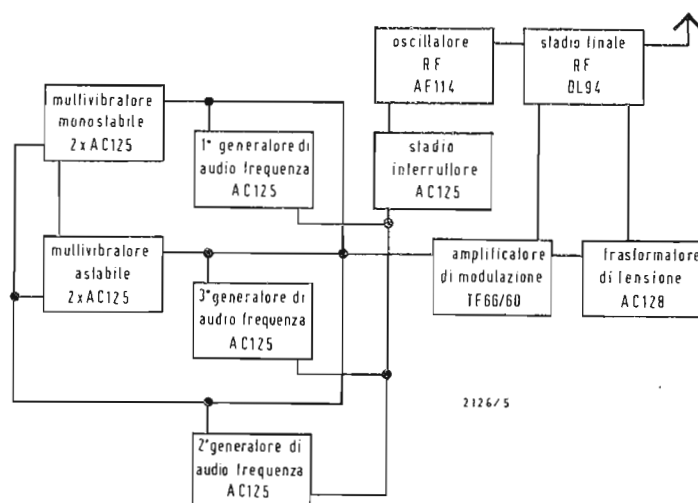 oscillatore
RF
AF114
stadio finale
RF
DL94
multivibratore
monostabile
2xAC125
1° generatore di
audio frequenza
AC125
stadio
interruttore
AC125
multivibratore
astabile
2xAC125
3° generatore di
audio frequenza
AC125
amplificatore
di modulazione
TF66/60
trasformatore
di tensione
AC128
2126/5
2° generatore di
audio frequenza
AC125